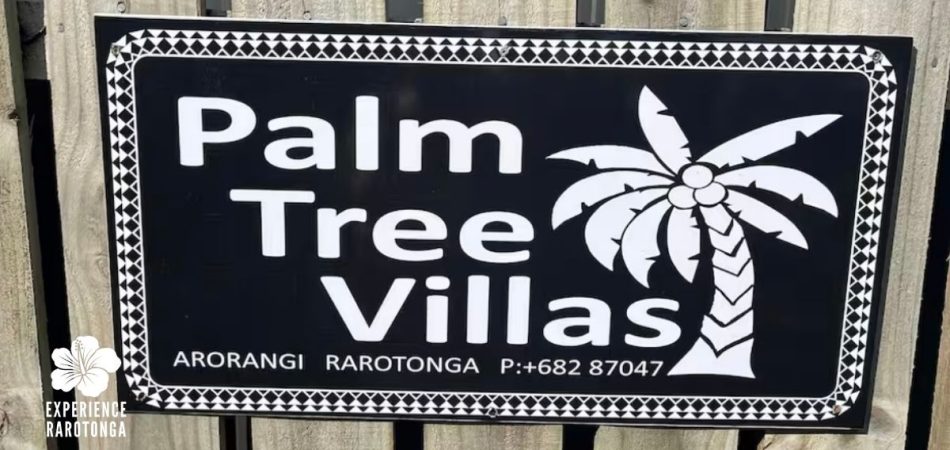 Palm
Tree
Villas
ARORANGI RAROTONGA P:+682 87047
EXPERIENCE
RAROTONGA